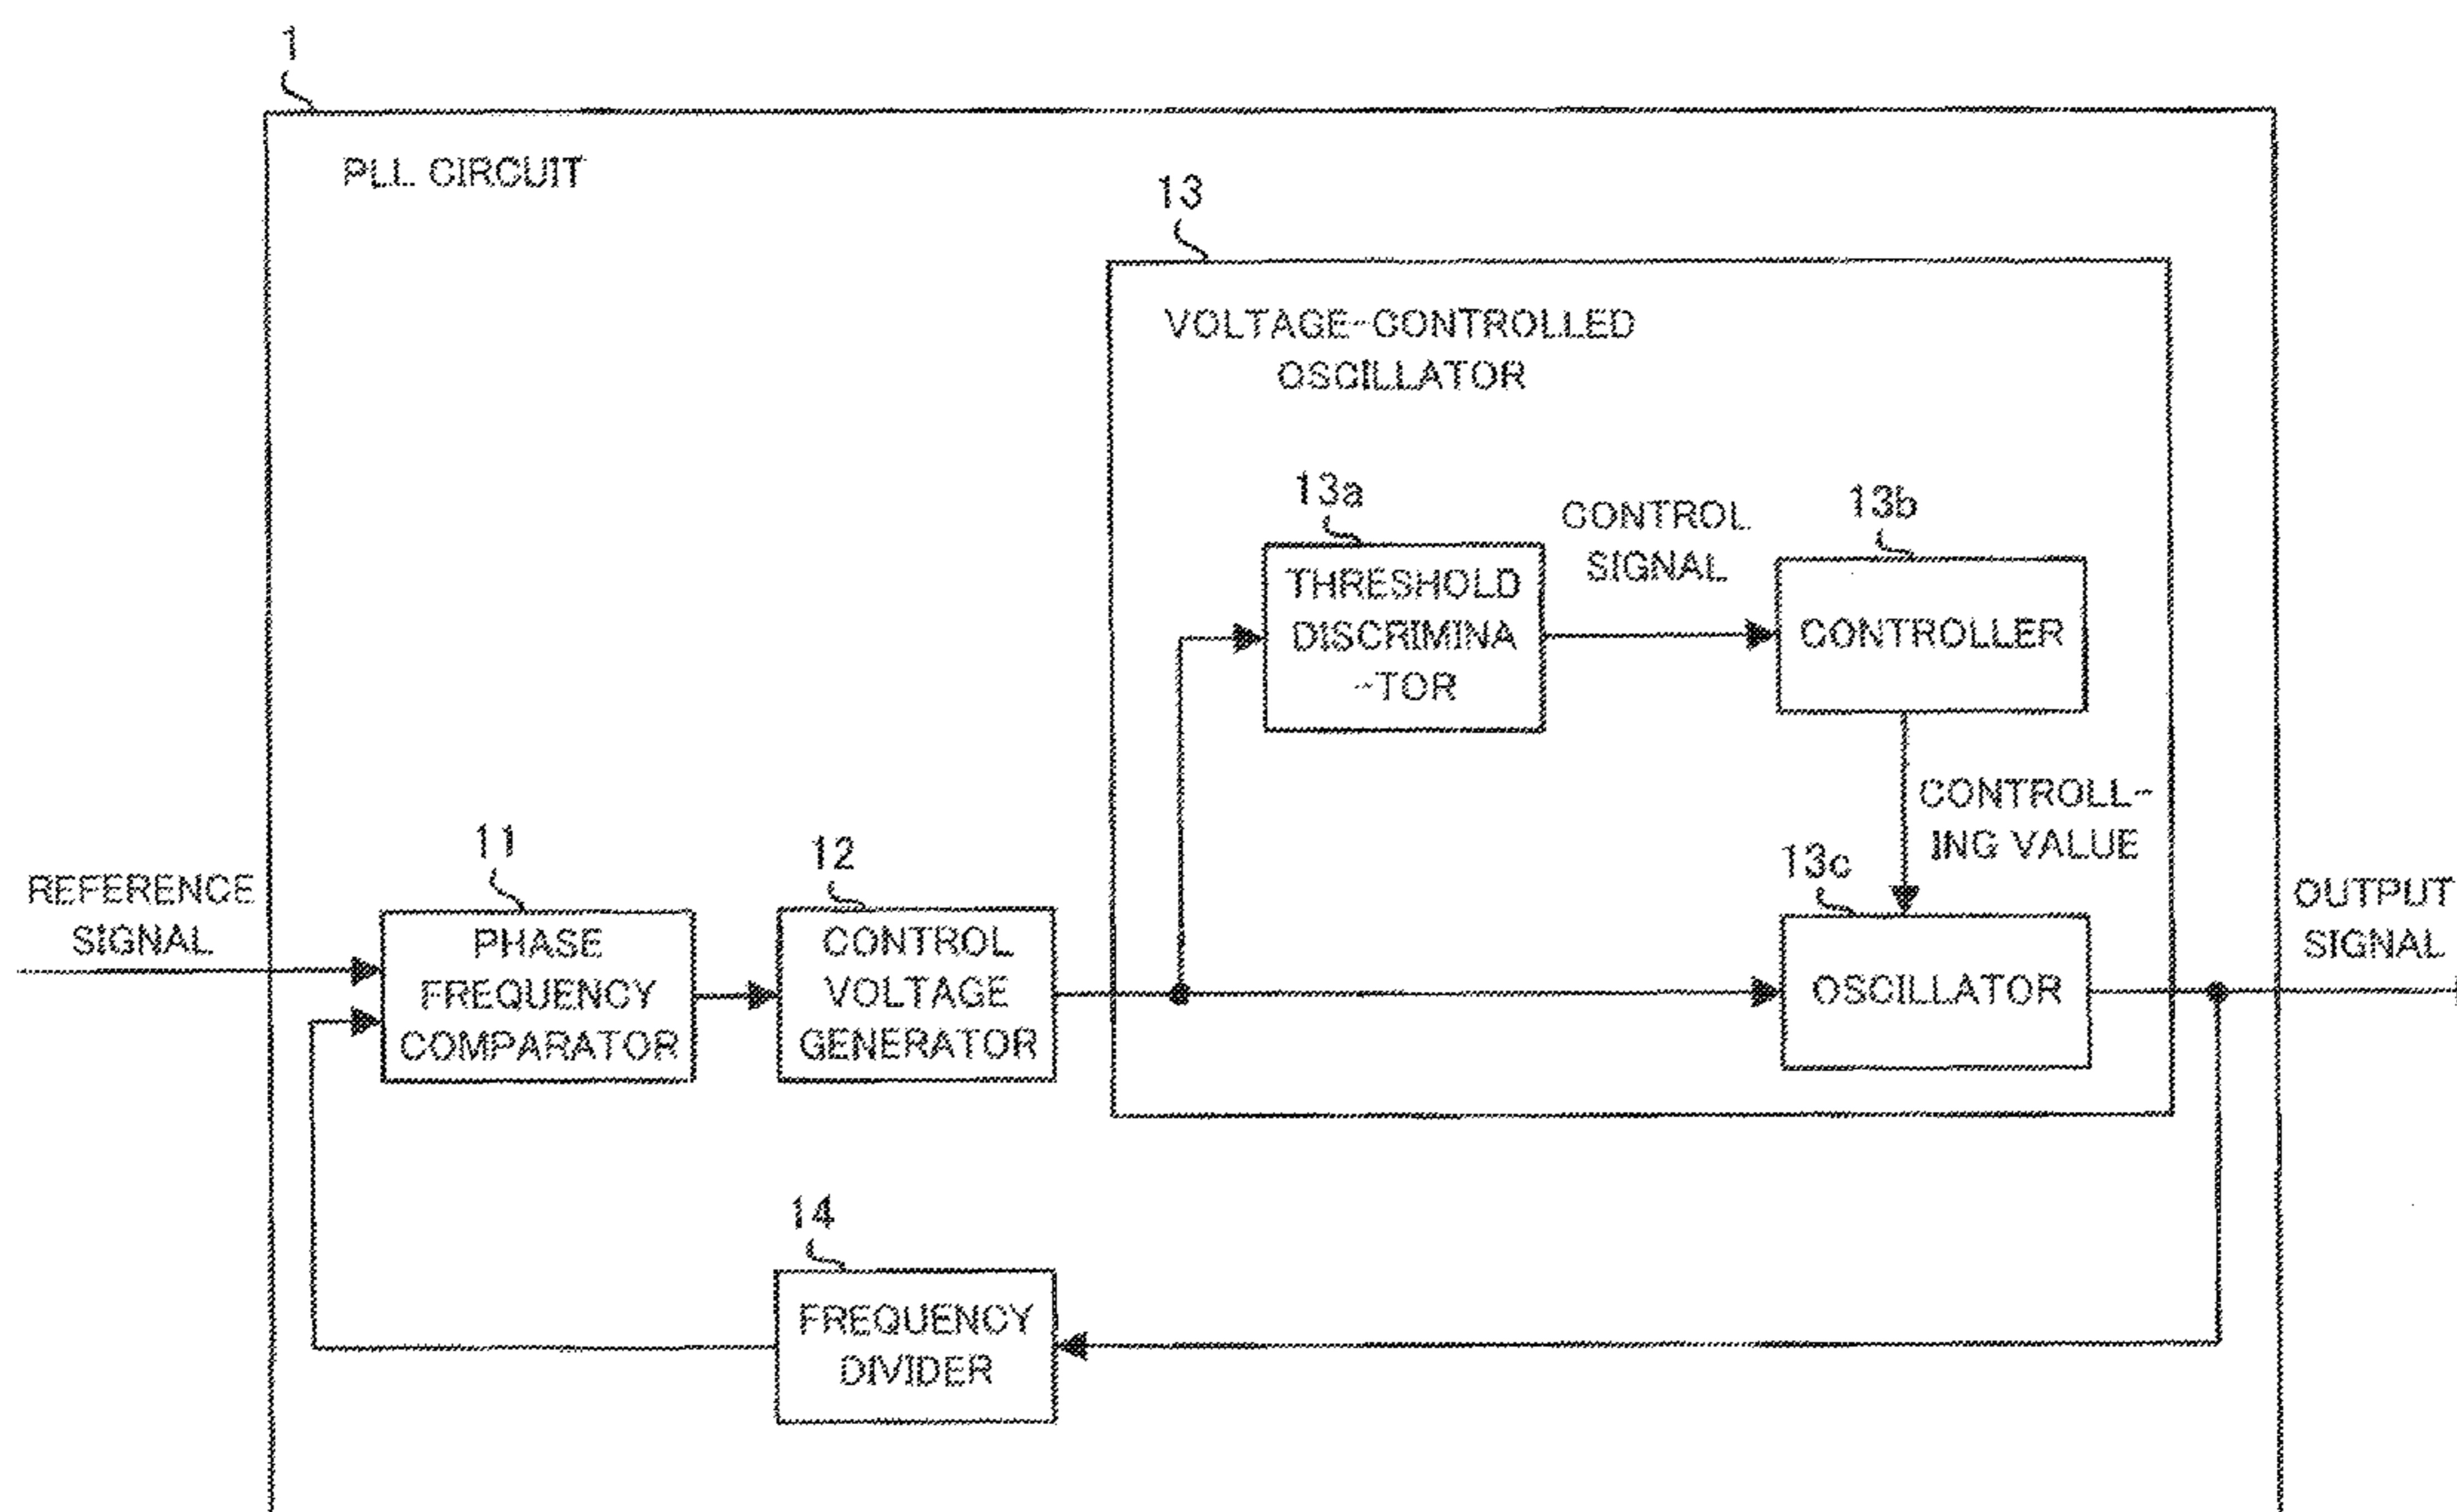 1
PLL CIRCUIT
13
VOLTAGE-CONTROLLED
OSCILLATOR
13a
THRESHOLD
DISCRIMINA
-TOR
CONTROL
SIGNAL
13b
CONTROLLER
CONTROLL-
ING VALUE
REFERENCE
SIGNAL
11
PHASE
FREQUENCY
COMPARATOR
12
CONTROL
VOLTAGE
GENERATOR
13c
OSCILLATOR
OUTPUT
SIGNAL
14
FREQUENCY
DIVIDER